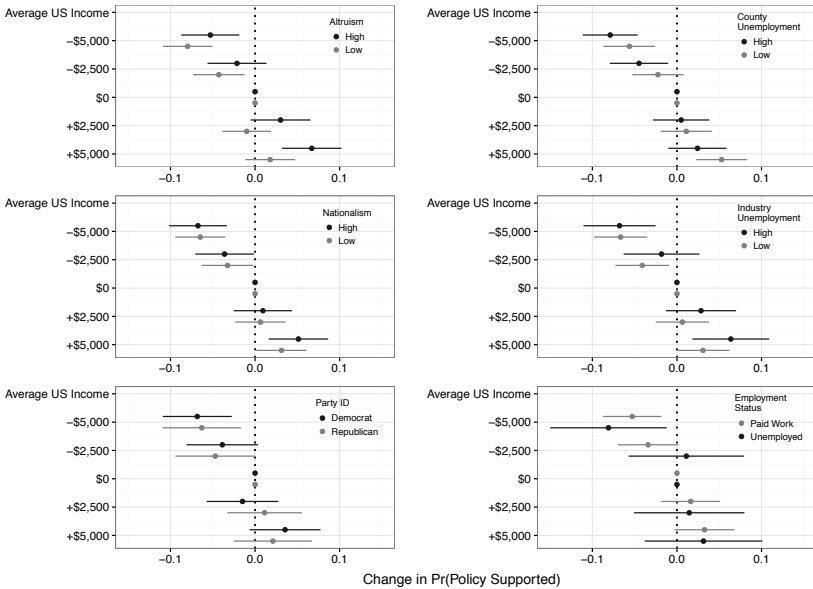 Average US Income
−$5,000
−$2,500
$0
+$2,500
+$5,000
Altruism
High
Low
−0.1
0.0
0.1
Average US Income
−$5,000
−$2,500
$0
+$2,500
+$5,000
County
Unemployment
High
Low
−0.1
0.0
0.1
Average US Income
−$5,000
−$2,500
$0
+$2,500
+$5,000
Nationalism
High
Low
−0.1
0.0
0.1
Average US Income
−$5,000
−$2,500
$0
+$2,500
+$5,000
Industry
Unemployment
High
Low
−0.1
0.0
0.1
Average US Income
−$5,000
−$2,500
$0
+$2,500
+$5,000
Party ID
Democrat
Republican
−0.1
0.0
0.1
Average US Income
−$5,000
−$2,500
$0
+$2,500
+$5,000
Employment
Status
Paid Work
Unemployed
−0.1
0.0
0.1
Change in Pr(Policy Supported)